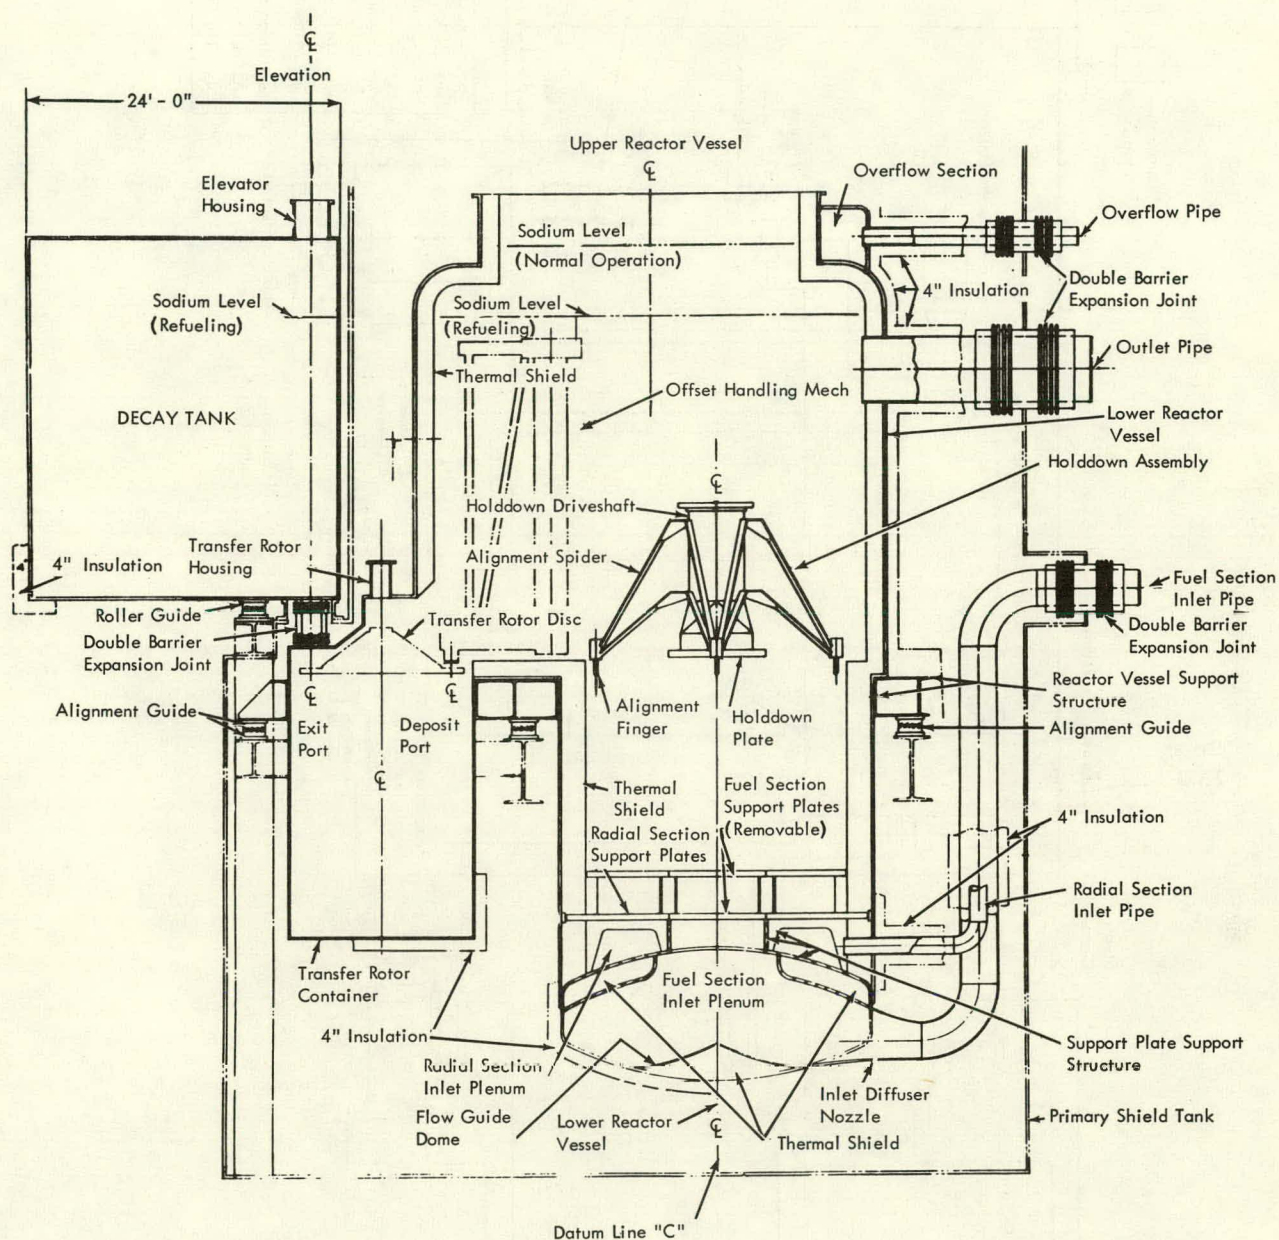 ℄
Elevation
24' - 0"
Upper Reactor Vessel
℄
Overflow Section
Elevator
Housing
Overflow Pipe
Sodium Level
(Normal Operation)
Double Barrier
Expansion Joint
4" Insulation
Sodium Level
(Refueling)
Sodium Level
(Refueling)
Outlet Pipe
Thermal Shield
Offset Handling Mech
DECAY TANK
Lower Reactor
Vessel
Holddown Assembly
℄
Holddown Driveshaft
Alignment Spider
4" Insulation
Transfer Rotor
Housing
Fuel Section
Inlet Pipe
Roller Guide
Double Barrier
Expansion Joint
Transfer Rotor Disc
Double Barrier
Expansion Joint
℄
℄
Reactor Vessel Support
Structure
Alignment Guide
Exit
Port
Deposit
Port
Alignment
Finger
Holddown
Plate
Alignment Guide
℄
Thermal
Shield
Fuel Section
Support Plates
(Removable)
Radial Section
Support Plates
4" Insulation
Radial Section
Inlet Pipe
Transfer Rotor
Container
Fuel Section
Inlet Plenum
4" Insulation
Support Plate Support
Structure
Radial Section
Inlet Plenum
Inlet Diffuser
Nozzle
Flow Guide
Dome
Lower Reactor
Vessel
℄
Thermal Shield
Primary Shield Tank
Datum Line "C"